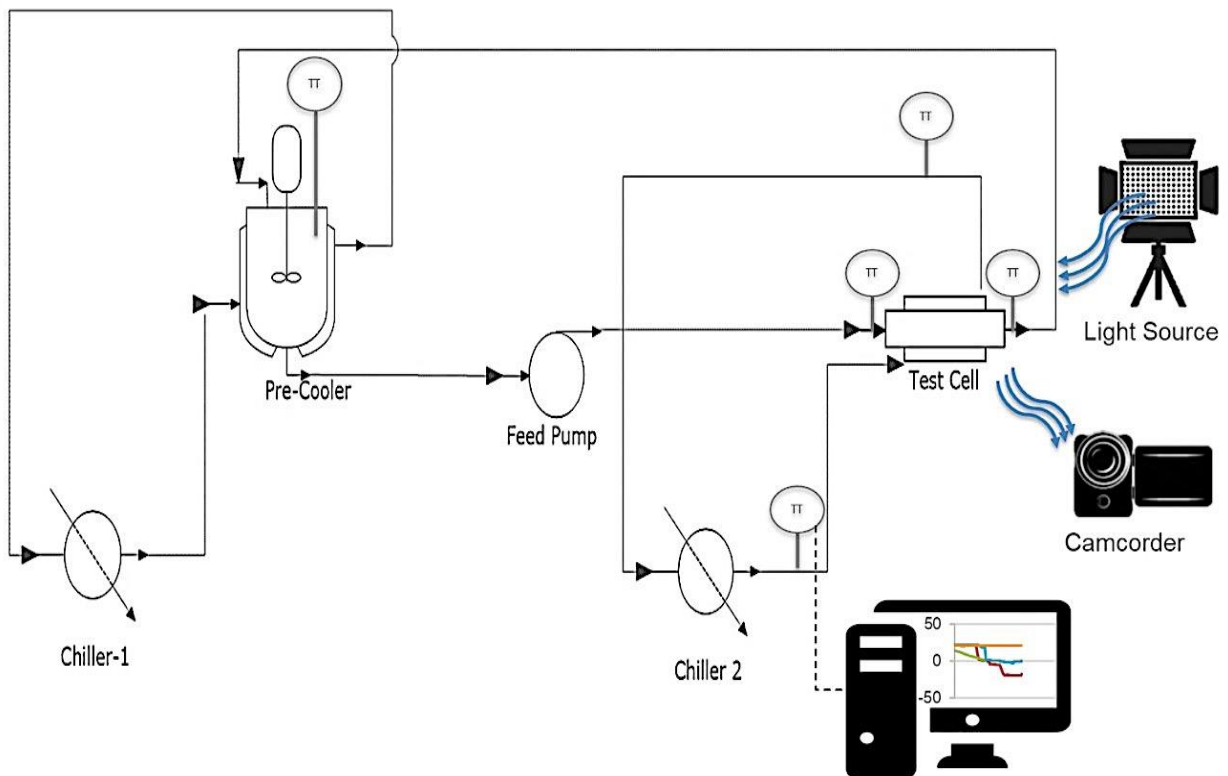 TT
TT
TT
TT
Light Source
Pre-Cooler
Test Cell
Feed Pump
TT
Camcorder
Chiller-1
Chiller 2
50
0
-50